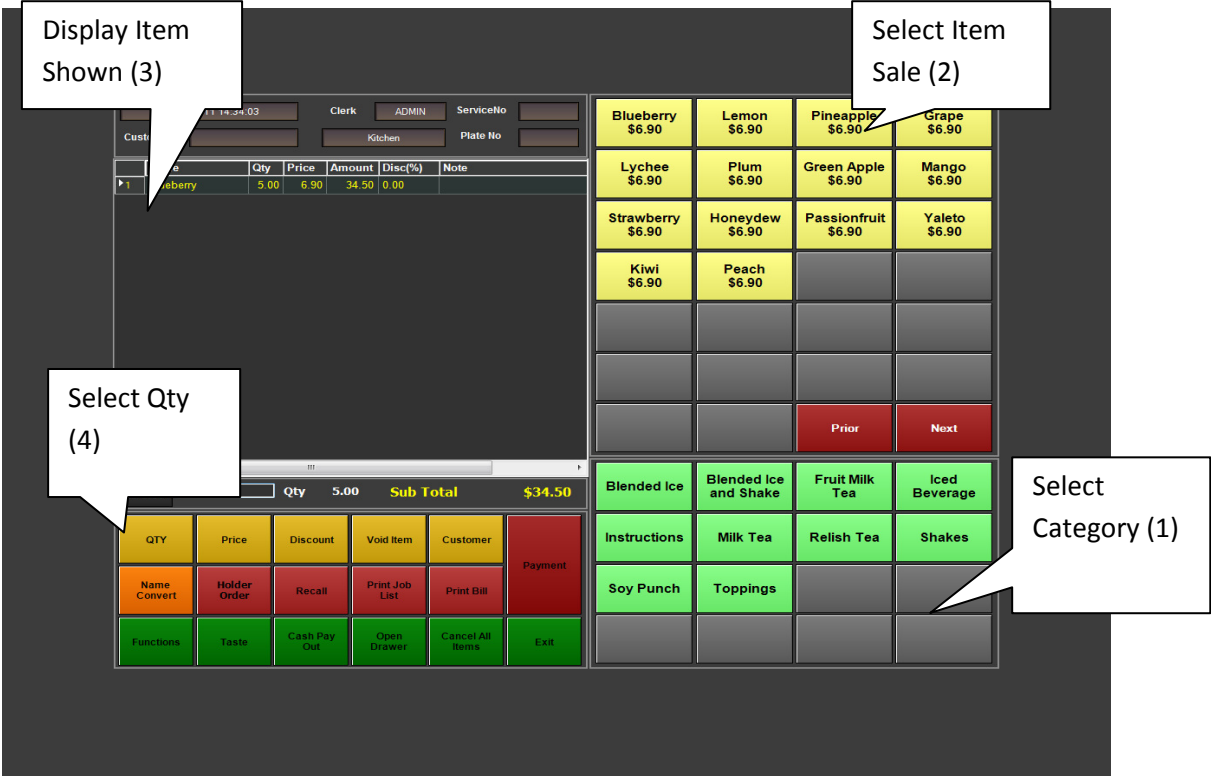 Display Item
Shown (3)
Select Item
Sale (2)
14:34:03
Clerk ADMIN ServiceNo
Kitchen Plate No
Qty Price Amount Disc(%) Note
1 5.00 6.90 34.50 0.00
Blueberry Lemon Pineapple Grape
$6.90 $6.90 $6.90 $6.90
Lychee Plum Green Apple Mango
$6.90 $6.90 $6.90 $6.90
Strawberry Honeydew Passionfruit Yaleto
$6.90 $6.90 $6.90 $6.90
Kiwi Peach
$6.90 $6.90
Prior Next
Select Qty
(4)
Qty 5.00 Sub Total $34.50
QTY Price Discount Void Item Customer Payment
Name Convert Holder Order Recall Print Job List Print Bill
Functions Taste Cash Pay Out Open Drawer Cancel All Items Exit
Blended Ice Blended Ice and Shake Fruit Milk Tea Iced Beverage
Instructions Milk Tea Relish Tea Shakes
Soy Punch Toppings
Select
Category (1)